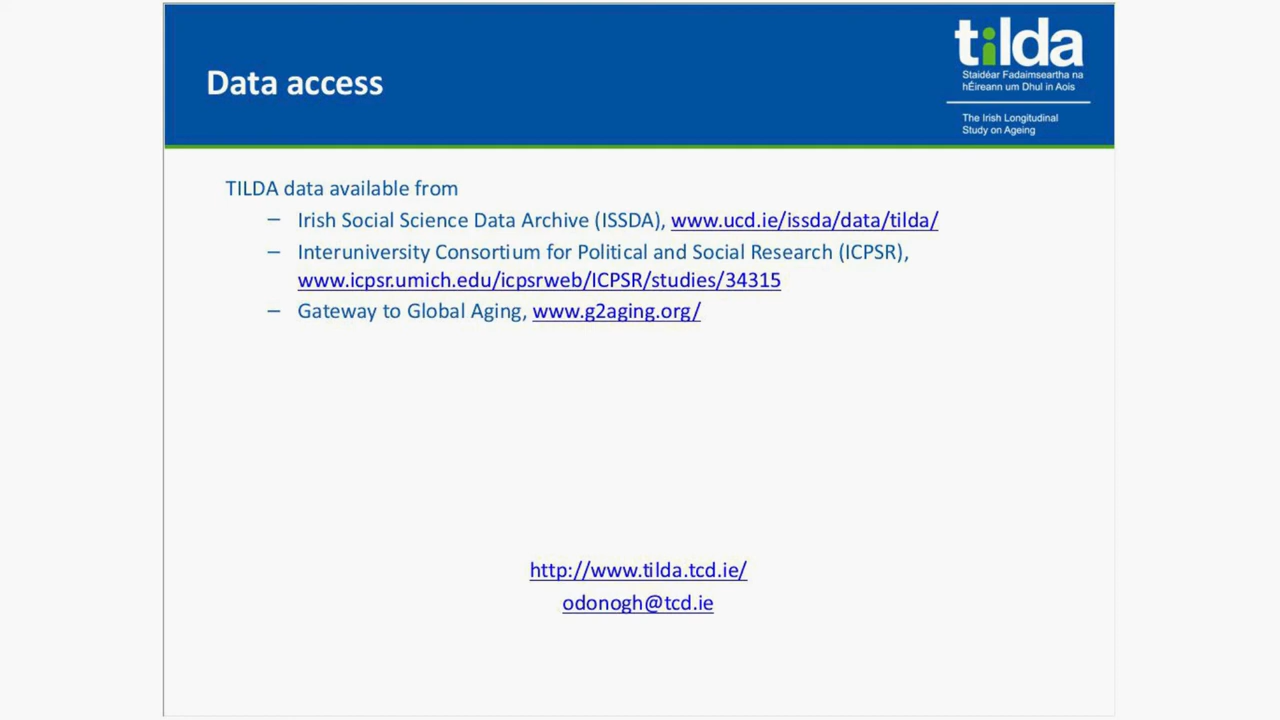 Data access
tilda
Staidéar Fadaimseartha na
hÉireann um Dhul in Aois
The Irish Longitudinal
Study on Ageing
TILDA data available from
– Irish Social Science Data Archive (ISSDA), www.ucd.ie/issda/data/tilda/
– Interuniversity Consortium for Political and Social Research (ICPSR),
www.icpsr.umich.edu/icpsrweb/ICPSR/studies/34315
– Gateway to Global Aging, www.g2aging.org/
http://www.tilda.tcd.ie/
odonogh@tcd.ie